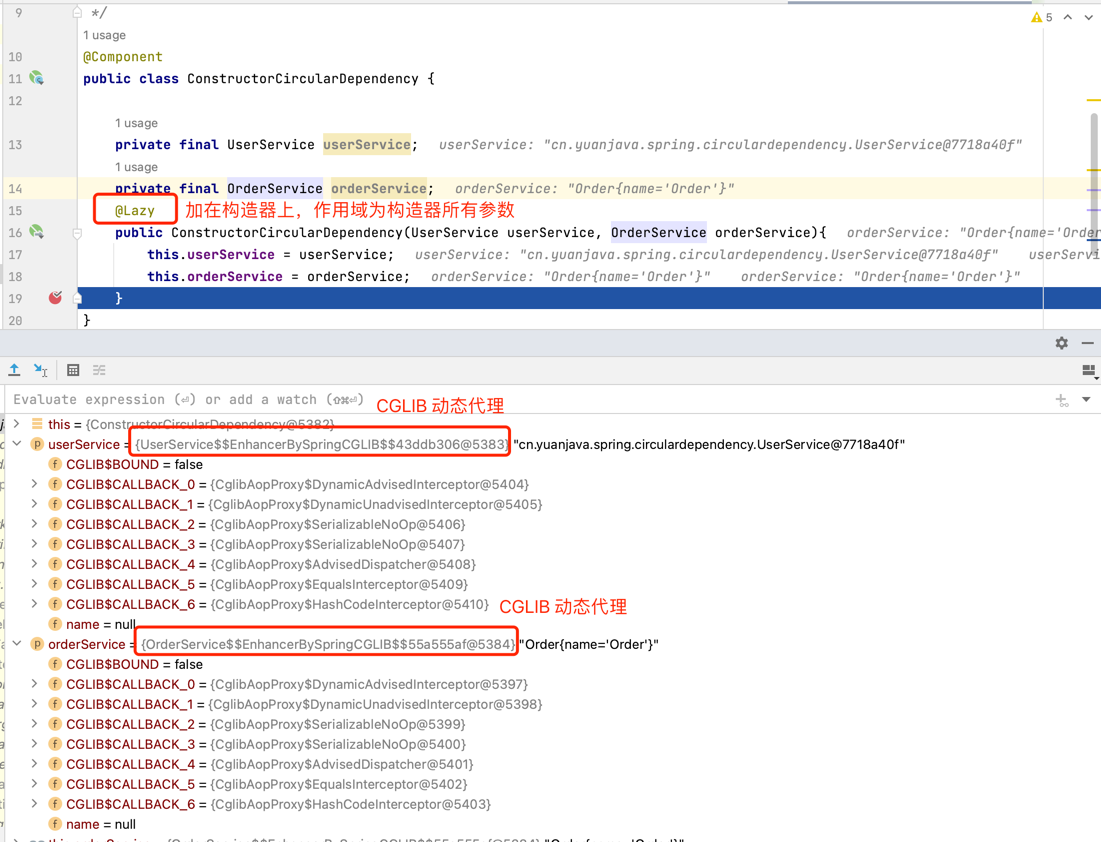 9 */
1 usage
10 @Component
11 public class ConstructorCircularDependency {
12
1 usage
13 private final UserService userService; userService: "cn.yuanjava.spring.circulardependency.UserService@7718a40f"
1 usage
14 private final OrderService orderService; orderService: "Order{name='Order'}"
15 @Lazy 加在构造器上，作用域为构造器所有参数
16 public ConstructorCircularDependency(UserService userService, OrderService orderService){ orderService: "Order{name='Order
17 this.userService = userService; userService: "cn.yuanjava.spring.circulardependency.UserService@7718a40f" userServi
18 this.orderService = orderService; orderService: "Order{name='Order'}" orderService: "Order{name='Order'}"
19 }
20 }
5
Evaluate expression (⏎) or add a watch (⇧⌘⏎)
CGLIB 动态代理
this = {ConstructorCircularDependency@5382}
userService = {UserService$$EnhancerBySpringCGLIB$$43ddb306@5383} "cn.yuanjava.spring.circulardependency.UserService@7718a40f"
CGLIB$BOUND = false
CGLIB$CALLBACK_0 = {CglibAopProxy$DynamicAdvisedInterceptor@5404}
CGLIB$CALLBACK_1 = {CglibAopProxy$DynamicUnadvisedInterceptor@5405}
CGLIB$CALLBACK_2 = {CglibAopProxy$SerializableNoOp@5406}
CGLIB$CALLBACK_3 = {CglibAopProxy$SerializableNoOp@5407}
CGLIB$CALLBACK_4 = {CglibAopProxy$AdvisedDispatcher@5408}
CGLIB$CALLBACK_5 = {CglibAopProxy$EqualsInterceptor@5409}
CGLIB$CALLBACK_6 = {CglibAopProxy$HashCodeInterceptor@5410} CGLIB 动态代理
name = null
orderService = {OrderService$$EnhancerBySpringCGLIB$$55a555af@5384} "Order{name='Order'}"
CGLIB$BOUND = false
CGLIB$CALLBACK_0 = {CglibAopProxy$DynamicAdvisedInterceptor@5397}
CGLIB$CALLBACK_1 = {CglibAopProxy$DynamicUnadvisedInterceptor@5398}
CGLIB$CALLBACK_2 = {CglibAopProxy$SerializableNoOp@5399}
CGLIB$CALLBACK_3 = {CglibAopProxy$SerializableNoOp@5400}
CGLIB$CALLBACK_4 = {CglibAopProxy$AdvisedDispatcher@5401}
CGLIB$CALLBACK_5 = {CglibAopProxy$EqualsInterceptor@5402}
CGLIB$CALLBACK_6 = {CglibAopProxy$HashCodeInterceptor@5403}
name = null